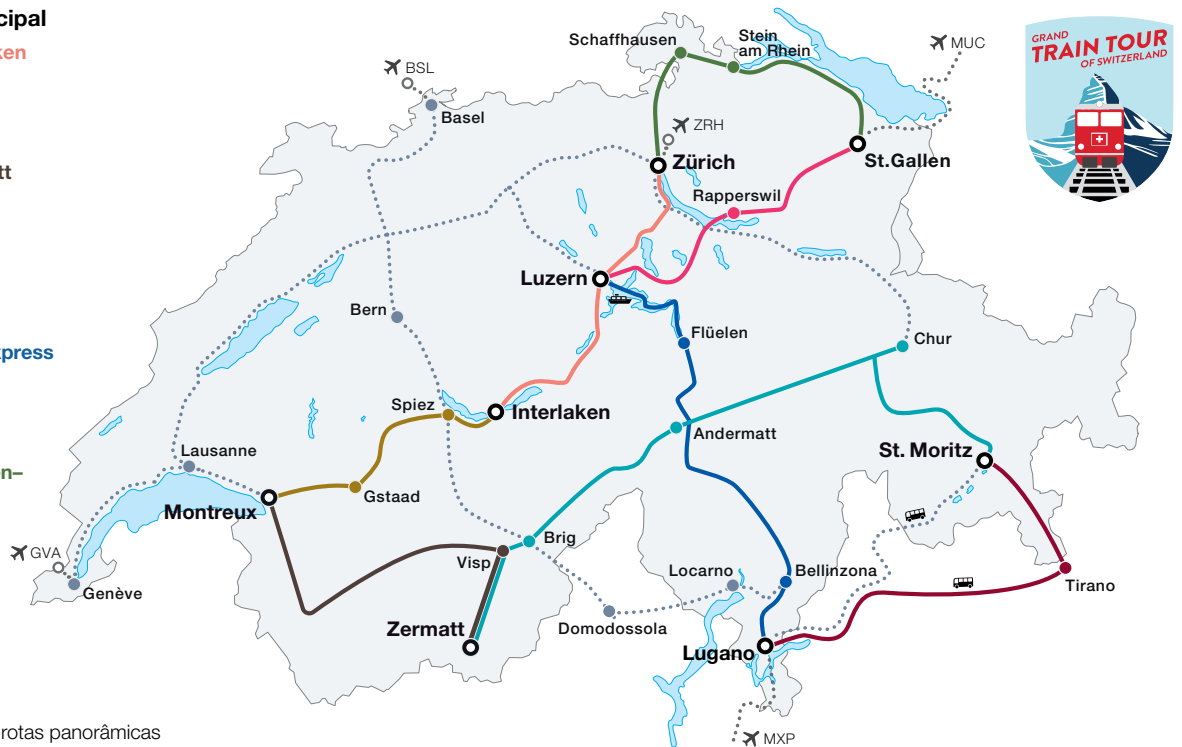 cipal
ken
tt
xpress
en–
rotas panorâmicas
GRAND
TRAIN TOUR
OF SWITZERLAND
Schaffhausen
Stein
am Rhein
MUC
BSL
Basel
ZRH
Zürich
St.Gallen
Rapperswil
Luzern
Bern
Flüelen
Chur
Spiez
Interlaken
Andermatt
Lausanne
St. Moritz
Gstaad
Montreux
Brig
Visp
GVA
Genève
Locarno
Bellinzona
Tirano
Domodossola
Zermatt
Lugano
MXP